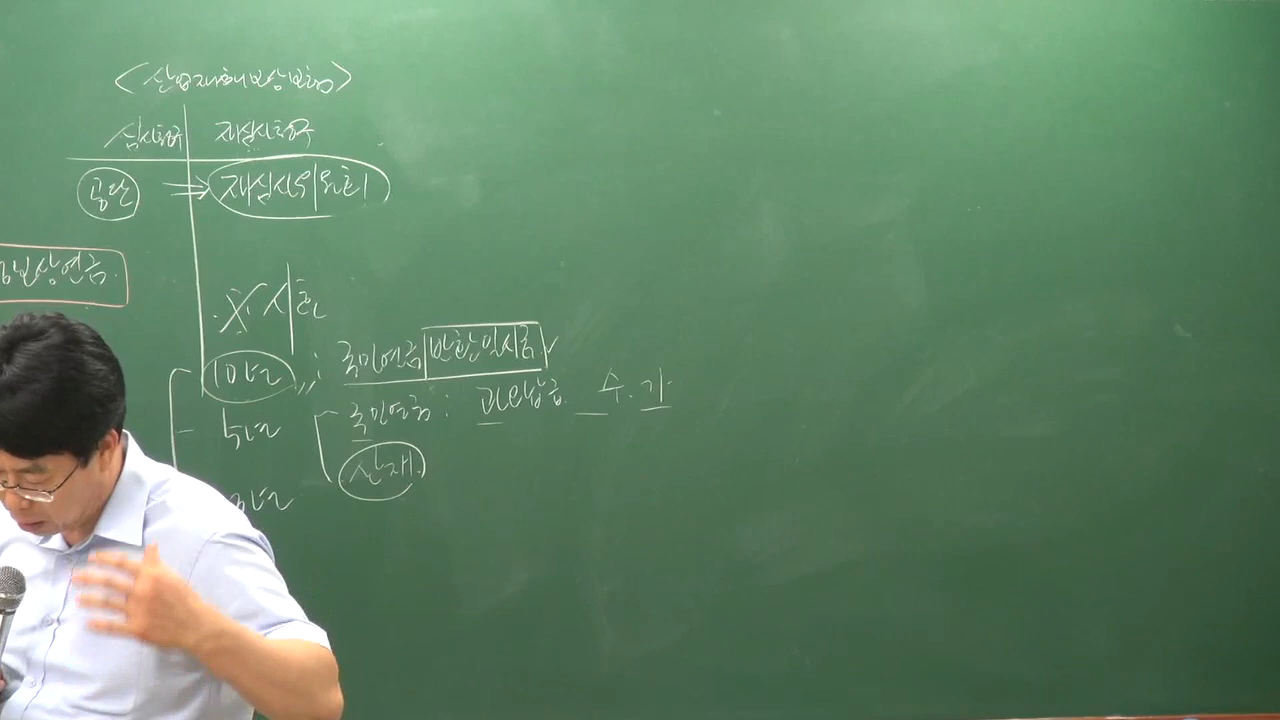 <산업재해보상보험>
심사청구 재심사청구
공단 ⇒ 재심사위원회
보상연금
시효
10년 ; 국민연금 반환일시금 ✓
5년 국민연금 : 과오납금 수. 가
산재
3년